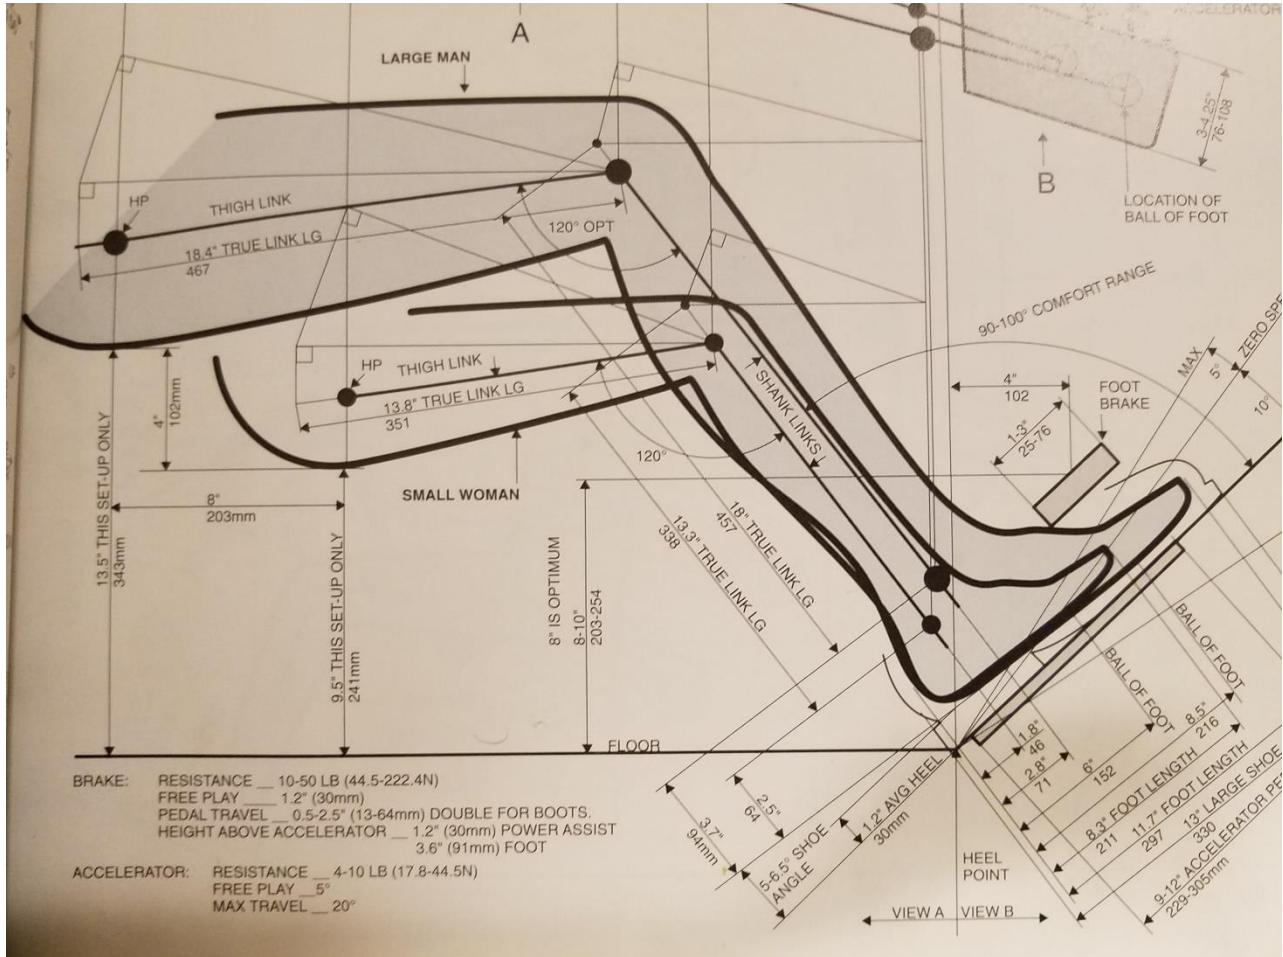 A
ACCELERATOR
LARGE MAN
3-4.25"
76-108
B
LOCATION OF
BALL OF FOOT
HP
THIGH LINK
18.4" TRUE LINK LG
467
120° OPT
90-100° COMFORT RANGE
MAX
5°
10°
HP
THIGH LINK
13.8" TRUE LINK LG
351
SHANK LINKS
4"
102
FOOT
BRAKE
1-3"
25-76
4"
102mm
120°
SMALL WOMAN
8"
203mm
13.5" THIS SET-UP ONLY
343mm
9.5" THIS SET-UP ONLY
241mm
8" IS OPTIMUM
8-10"
203-254
18" TRUE LINK LG
457
13.3" TRUE LINK LG
338
BALL OF FOOT
BALL OF FOOT
FLOOR
1.8"
46
2.8"
71
6"
152
8.5"
216
8.3" FOOT LENGTH
211
11.7" FOOT LENGTH
297
13" LARGE SHOE
330
9-12" ACCELERATOR
229-305mm
2.5"
64
3.7"
94mm
5-6.5° SHOE
ANGLE
1.2" AVG HEEL
30mm
HEEL
POINT
VIEW A
VIEW B
BRAKE: RESISTANCE __ 10-50 LB (44.5-222.4N)
FREE PLAY ____ 1.2" (30mm)
PEDAL TRAVEL __ 0.5-2.5" (13-64mm) DOUBLE FOR BOOTS.
HEIGHT ABOVE ACCELERATOR __ 1.2" (30mm) POWER ASSIST
3.6" (91mm) FOOT
ACCELERATOR: RESISTANCE __ 4-10 LB (17.8-44.5N)
FREE PLAY __5°
MAX TRAVEL __ 20°